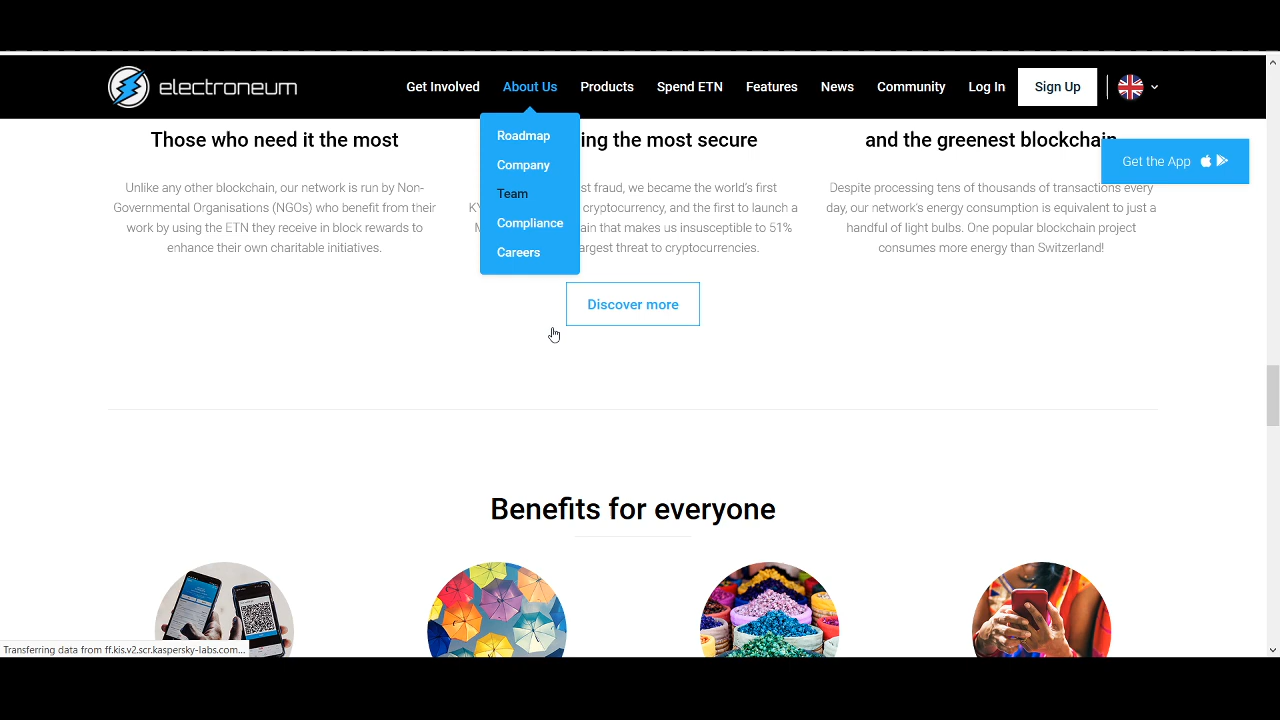 electroneum
Get Involved
About Us
Products
Spend ETN
Features
News
Community
Log In
Sign Up
Roadmap
Company
Team
Compliance
Careers
Get the App
Those who need it the most
Unlike any other blockchain, our network is run by Non-
Governmental Organisations (NGOs) who benefit from their
work by using the ETN they receive in block rewards to
enhance their own charitable initiatives.
ing the most secure
st fraud, we became the world's first
cryptocurrency, and the first to launch a
ain that makes us insusceptible to 51%
argest threat to cryptocurrencies.
and the greenest blockchain
Despite processing tens of thousands of transactions every
day, our network's energy consumption is equivalent to just a
handful of light bulbs. One popular blockchain project
consumes more energy than Switzerland!
Discover more
Benefits for everyone
Transferring data from ff.kis.v2.scr.kaspersky-labs.com...